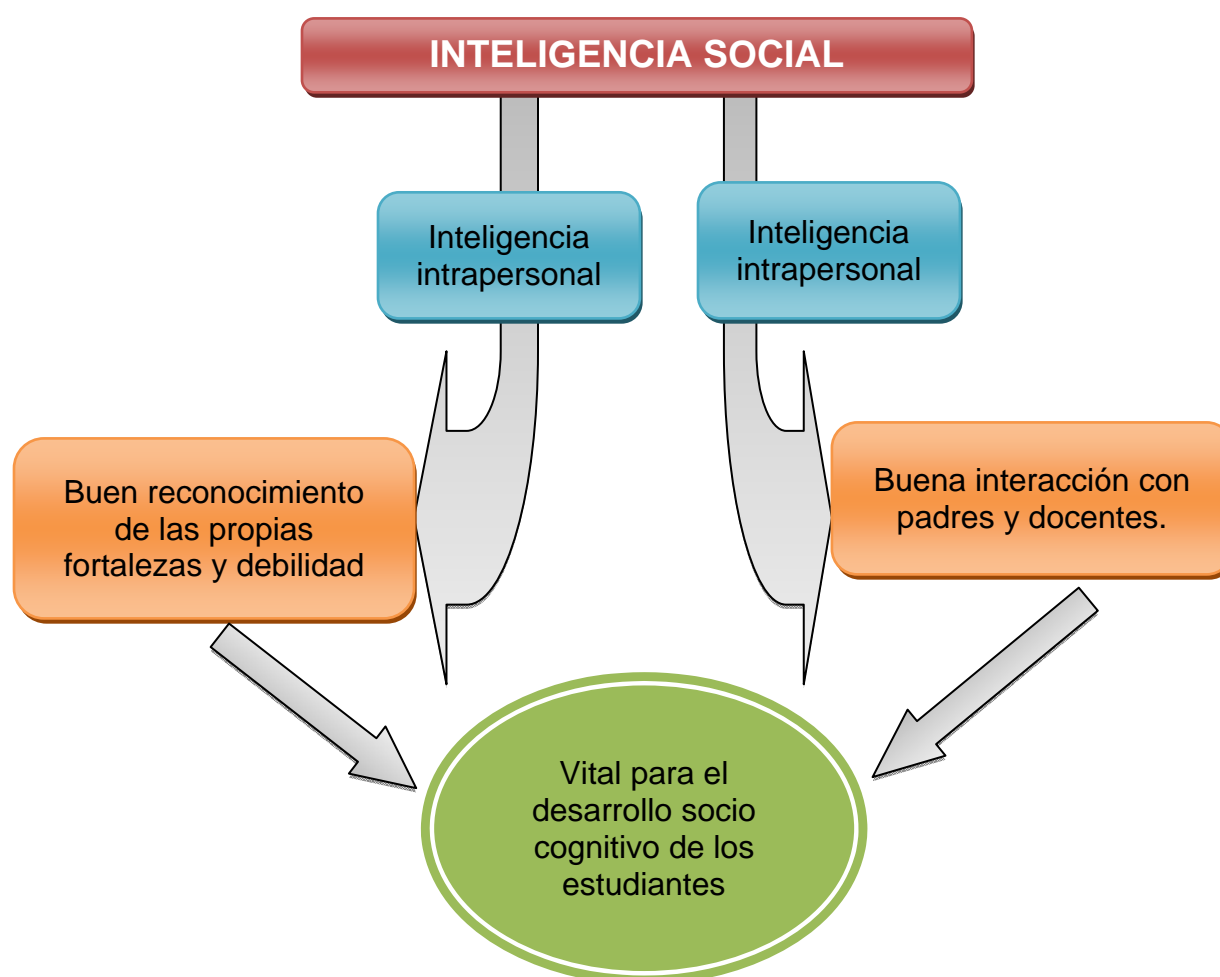 INTELIGENCIA SOCIAL
Inteligencia
intrapersonal
Inteligencia
intrapersonal
Buen reconocimiento
de las propias
fortalezas y debilidad
Buena interacción con
padres y docentes.
Vital para el
desarrollo socio
cognitivo de los
estudiantes